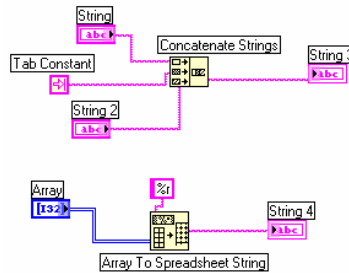 String
abc
Concatenate Strings
String 3
abc
Tab Constant
String 2
abc
%r
Array
[I32]
String 4
abc
Array To Spreadsheet String